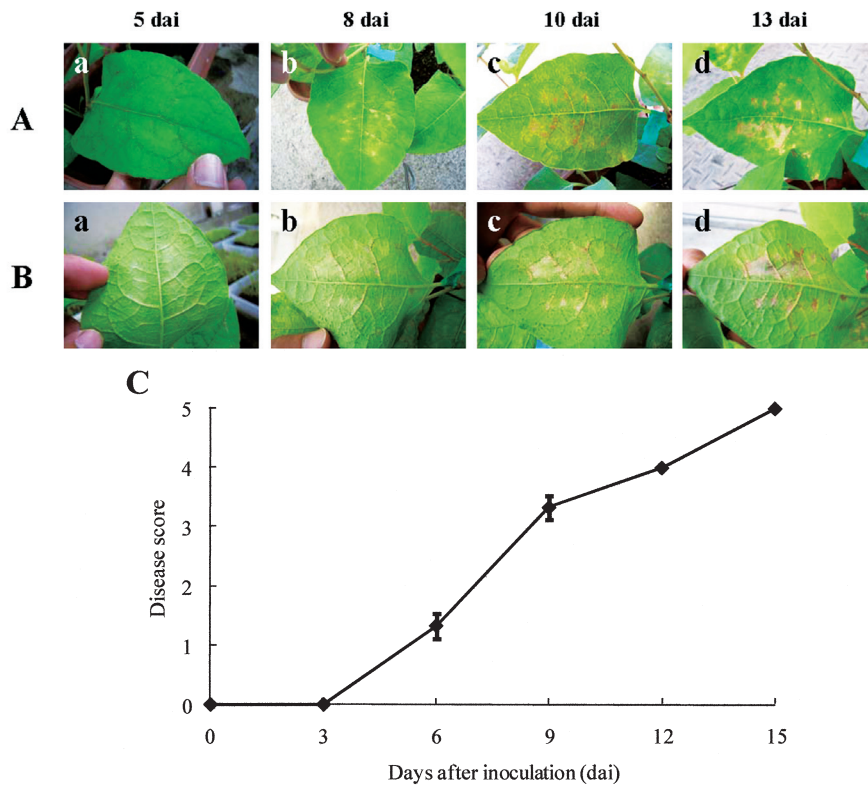 5 dai 8 dai 10 dai 13 dai
A a b c d
B a b c d
C
5
4
3
2
1
0
Disease score
0 3 6 9 12 15
Days after inoculation (dai)